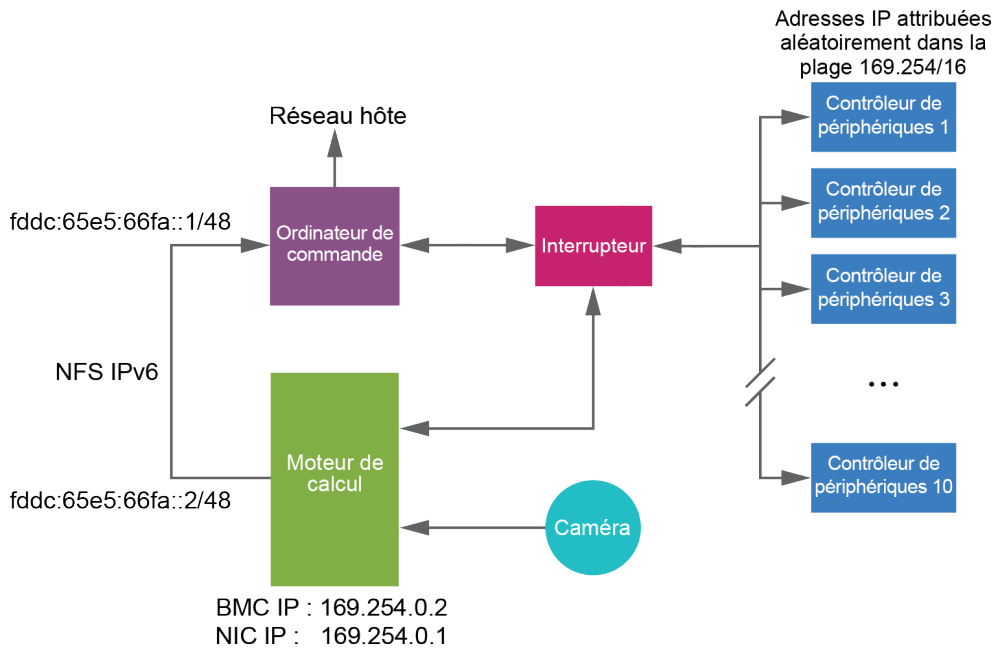 Adresses IP attribuées
aléatoirement dans la
plage 169.254/16
Contrôleur de
périphériques 1
Réseau hôte
Contrôleur de
périphériques 2
fddc:65e5:66fa::1/48
Ordinateur de
commande
Interrupteur
Contrôleur de
périphériques 3
NFS IPv6
...
Moteur de
calcul
Contrôleur de
périphériques 10
fddc:65e5:66fa::2/48
Caméra
BMC IP : 169.254.0.2
NIC IP : 169.254.0.1